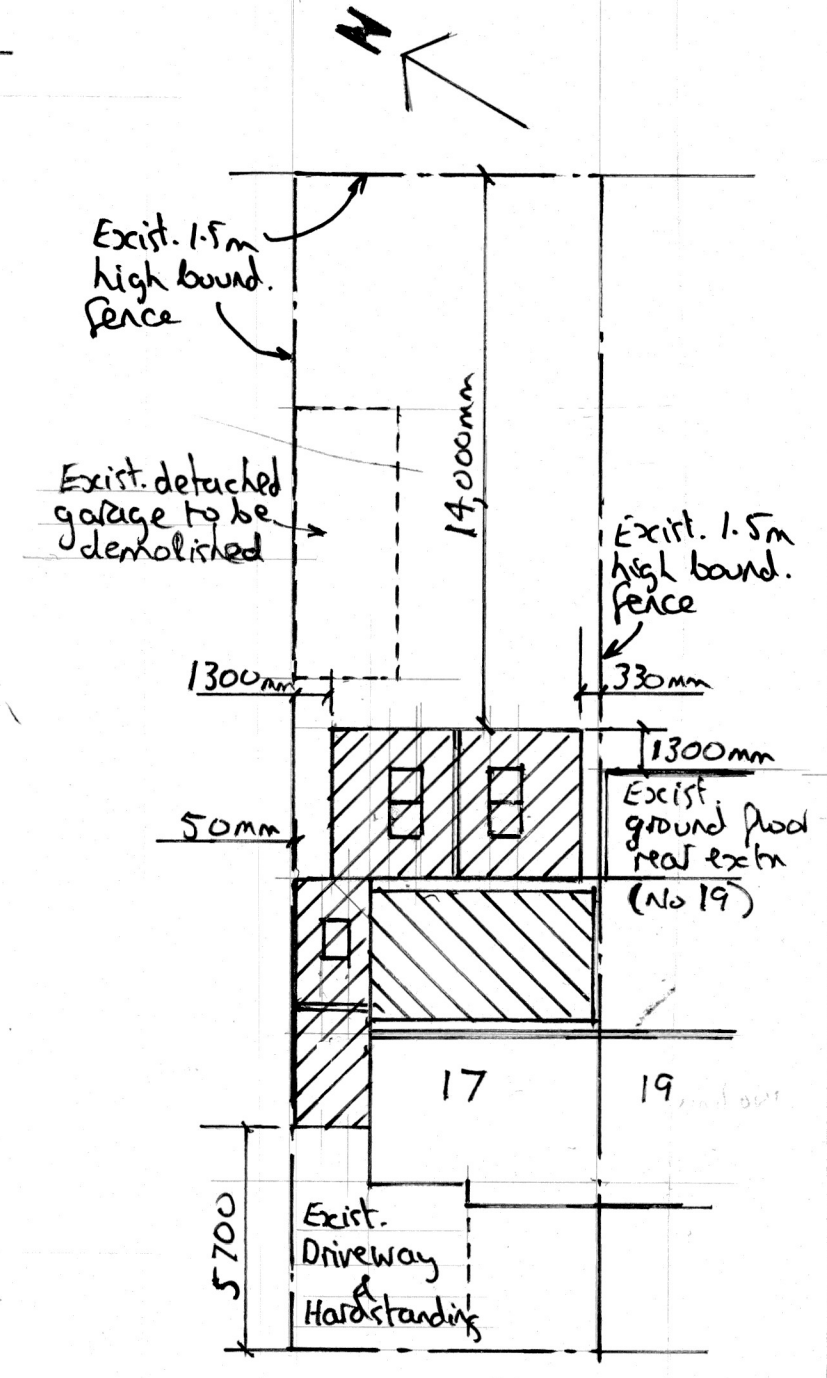 N
Exist. 1.5m
high bound.
fence
14,000mm
Exist. detached
garage to be
demolished
Exist. 1.5m
high bound.
fence
1300mm
330mm
1300mm
50mm
Exist.
ground floor
rear extn
(No 19)
17
19
5700
Exist.
Driveway
&
Hardstanding